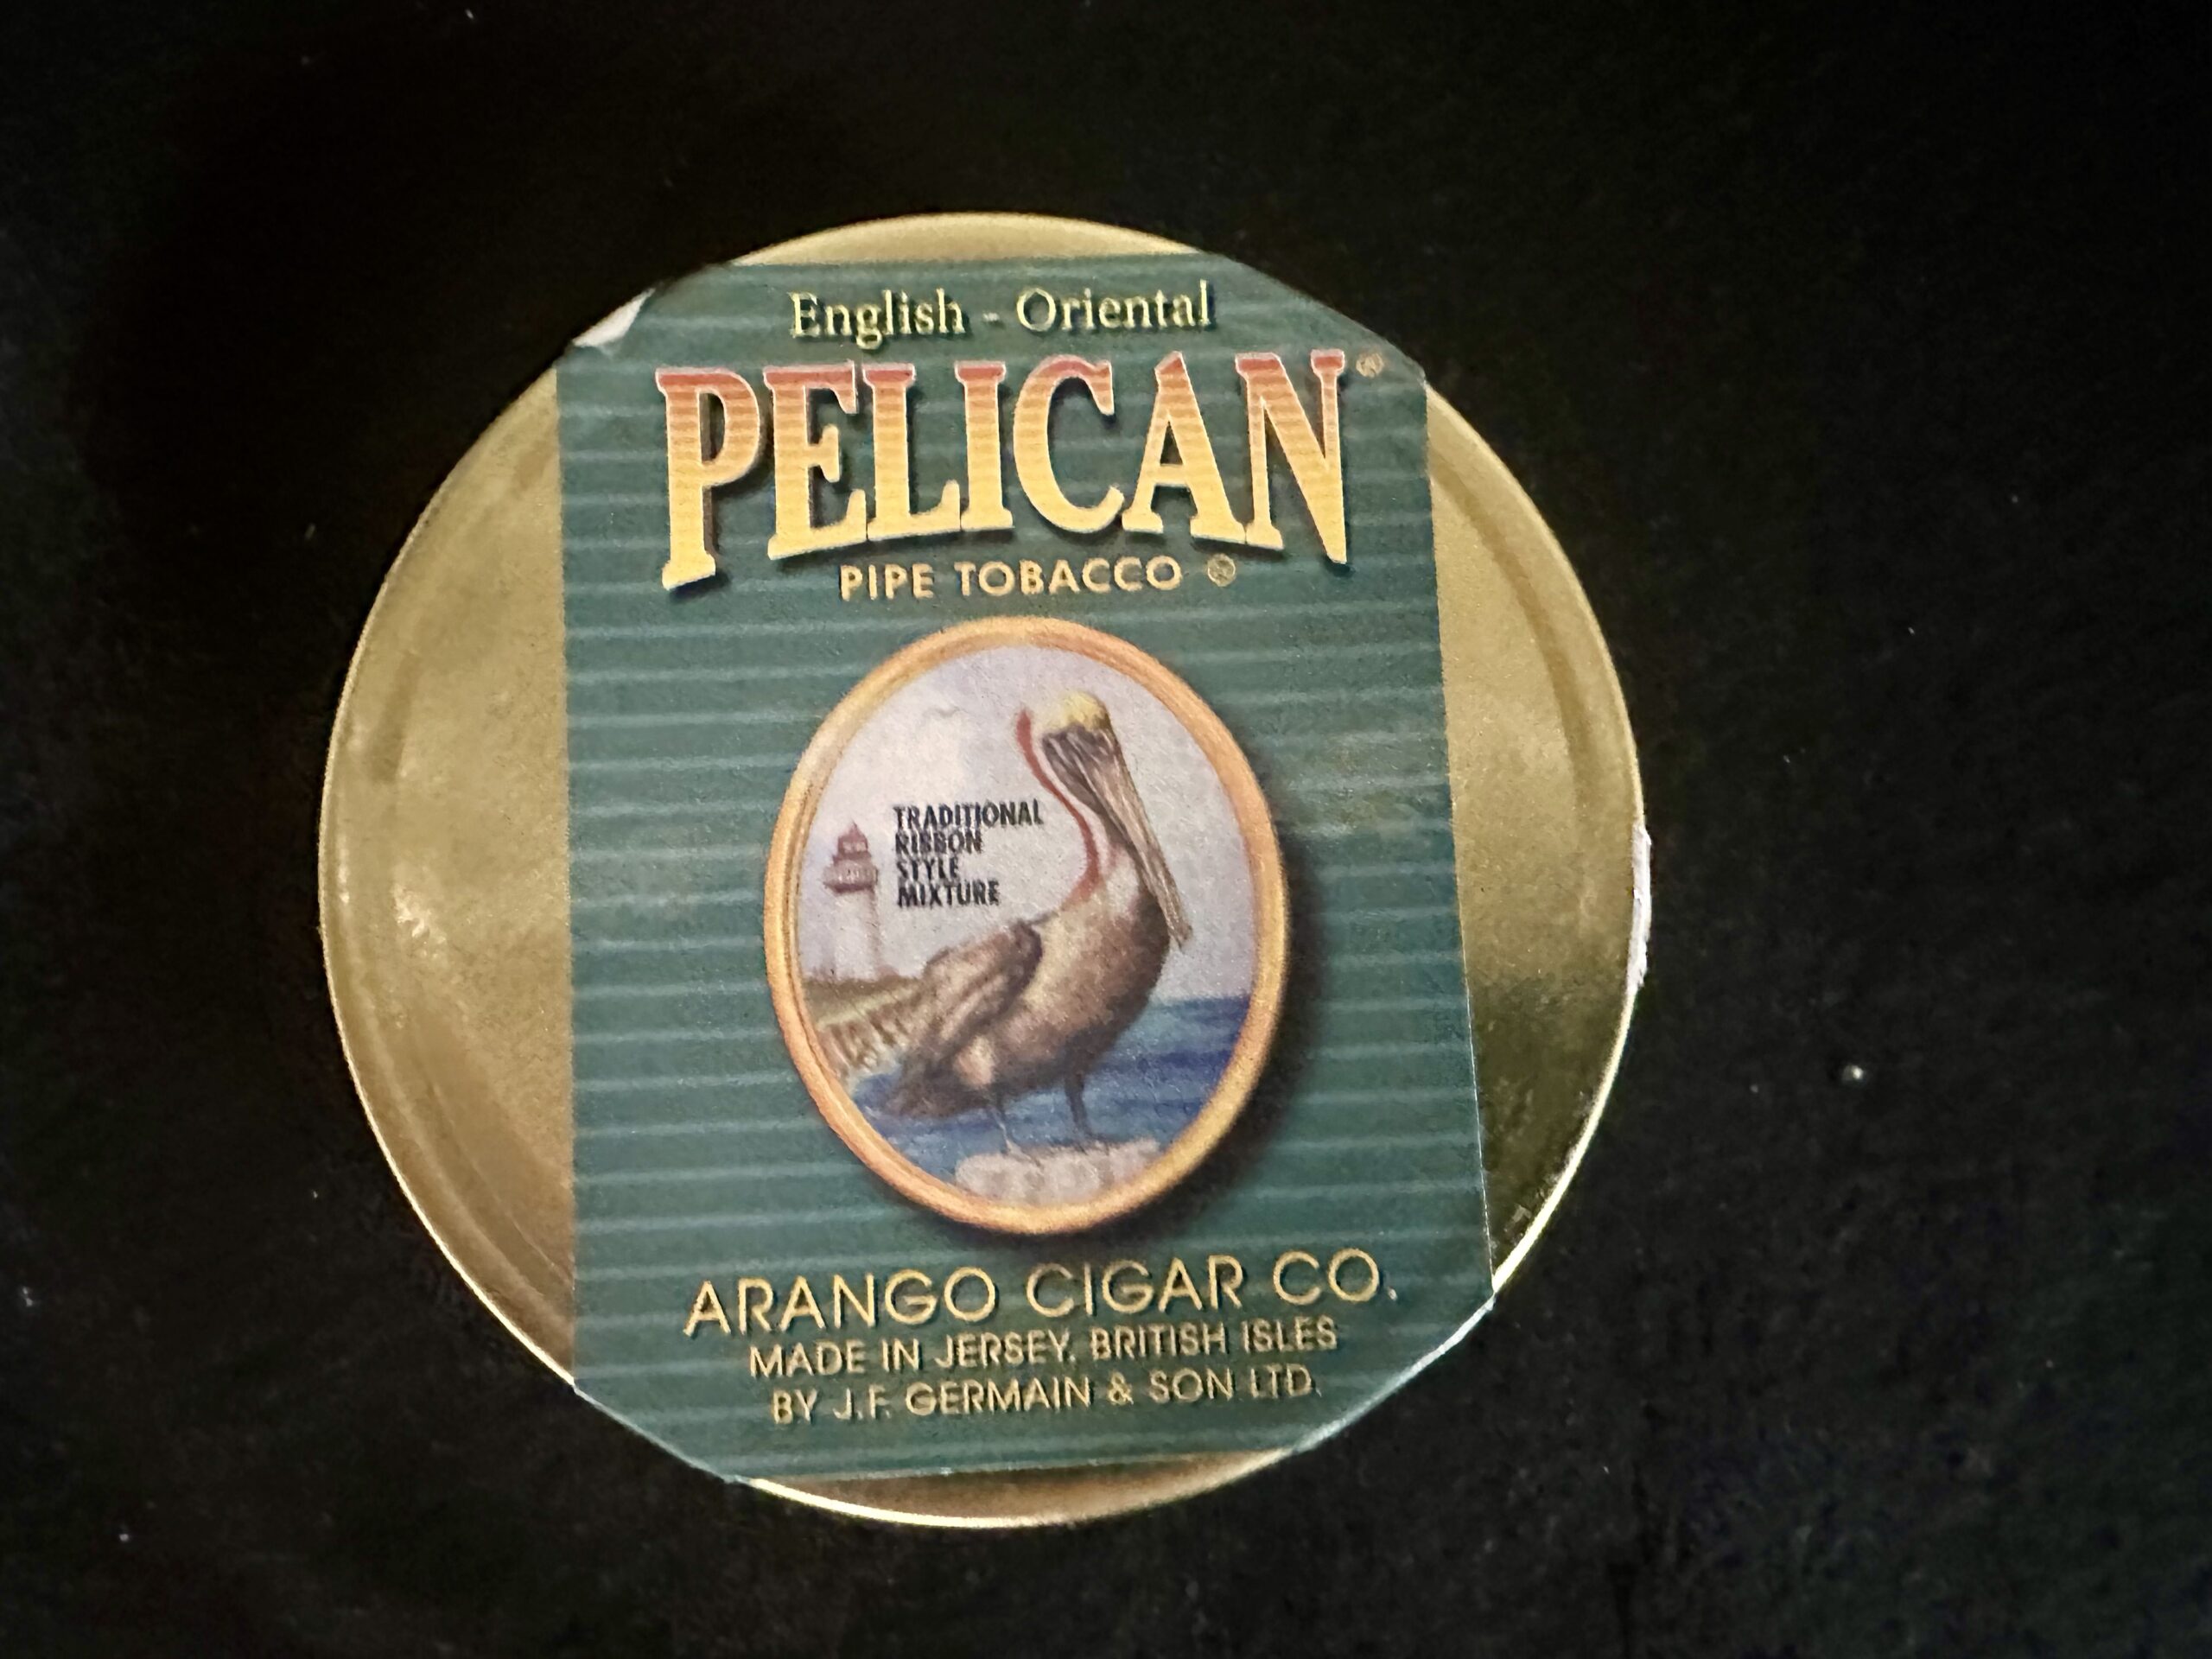 English - Oriental
PELICAN®
PIPE TOBACCO ®
TRADITIONAL
RIBBON
STYLE
MIXTURE
ARANGO CIGAR CO.
MADE IN JERSEY, BRITISH ISLES
BY J.F. GERMAIN & SON LTD.